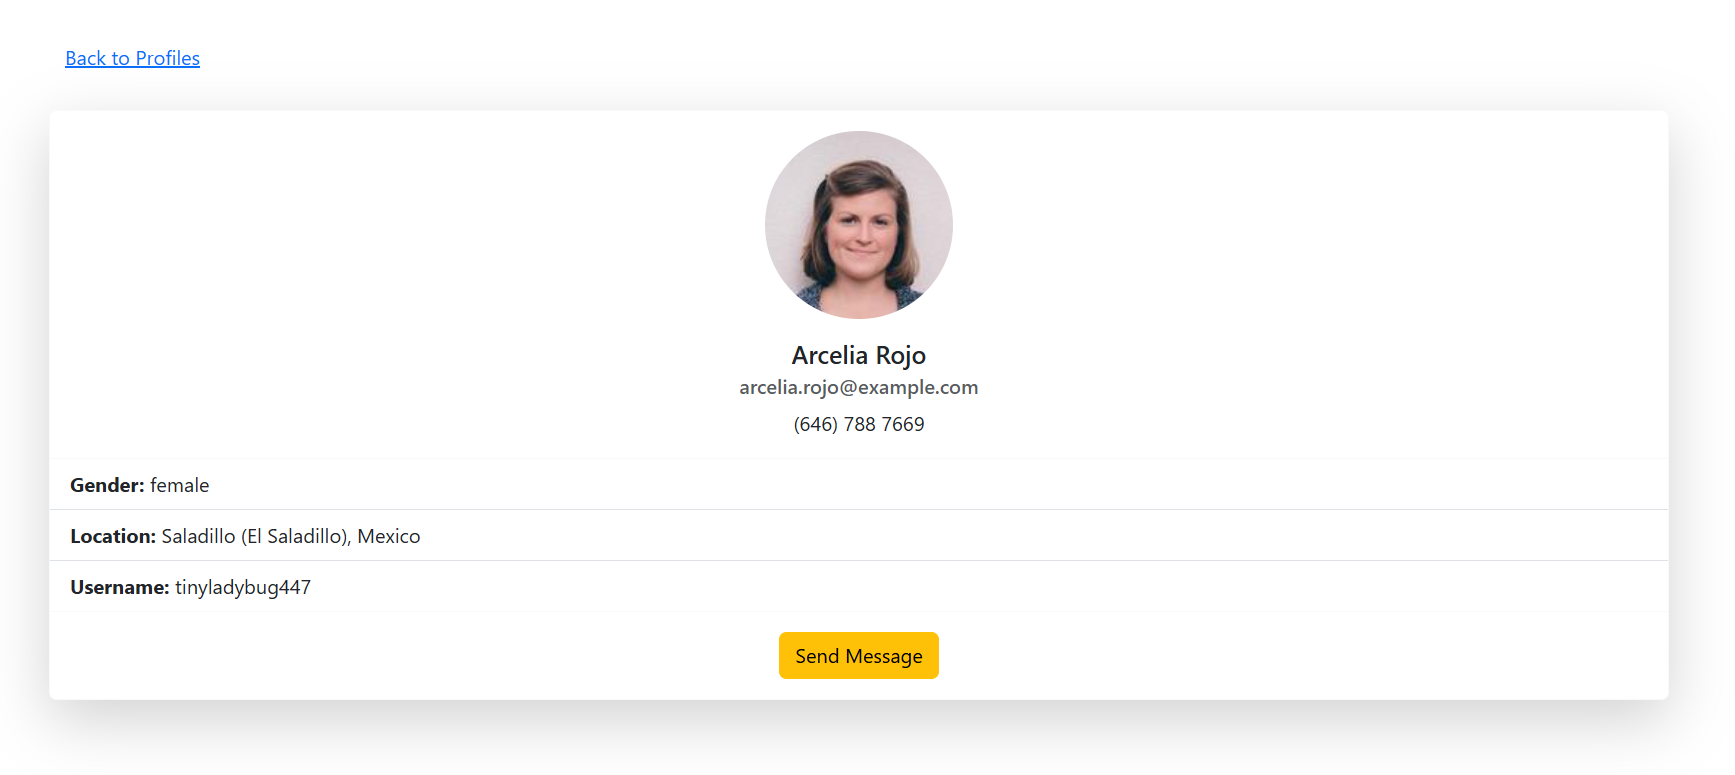 Back to Profiles
Arcelia Rojo
arcelia.rojo@example.com
(646) 788 7669
Gender: female
Location: Saladillo (El Saladillo), Mexico
Username: tinyladybug447
Send Message